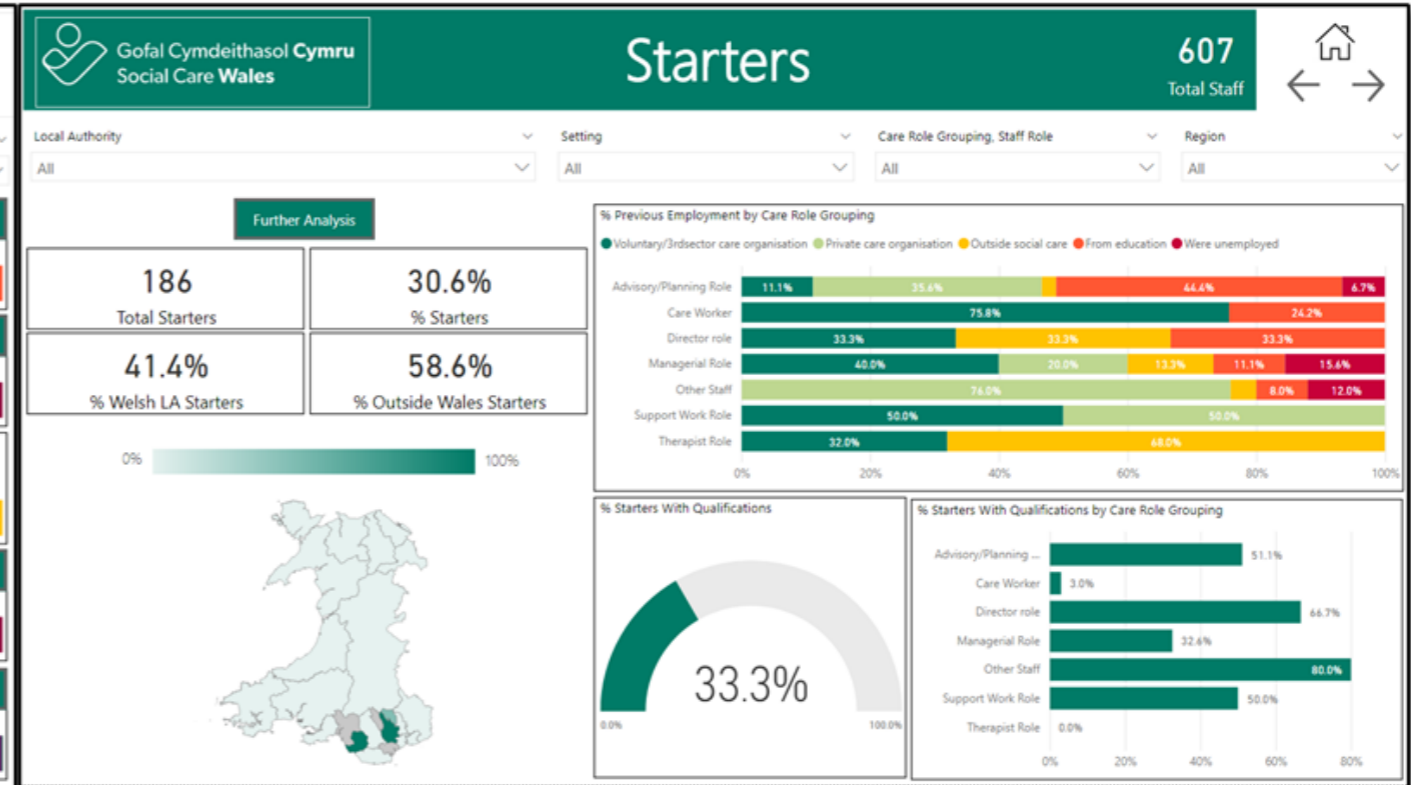 Gofal Cymdeithasol Cymru
Social Care Wales
Starters
607
Total Staff
Local Authority
All
Setting
All
Care Role Grouping, Staff Role
All
Region
All
Further Analysis
186
Total Starters
30.6%
% Starters
41.4%
% Welsh LA Starters
58.6%
% Outside Wales Starters
0%
100%
% Previous Employment by Care Role Grouping
Voluntary/3rdsector care organisation Private care organisation Outside social care From education Were unemployed
Advisory/Planning Role 11.1% 35.6% 44.4% 6.7%
Care Worker 75.8% 24.2%
Director role 33.3% 33.3% 33.3%
Managerial Role 40.0% 20.0% 13.3% 11.1% 15.6%
Other Staff 76.0% 8.0% 12.0%
Support Work Role 50.0% 50.0%
Therapist Role 32.0% 68.0%
0% 20% 40% 60% 80% 100%
% Starters With Qualifications
33.3%
0.0% 100.0%
% Starters With Qualifications by Care Role Grouping
Advisory/Planning ... 51.1%
Care Worker 3.0%
Director role 66.7%
Managerial Role 32.6%
Other Staff 80.0%
Support Work Role 50.0%
Therapist Role 0.0%
0% 20% 40% 60% 80%